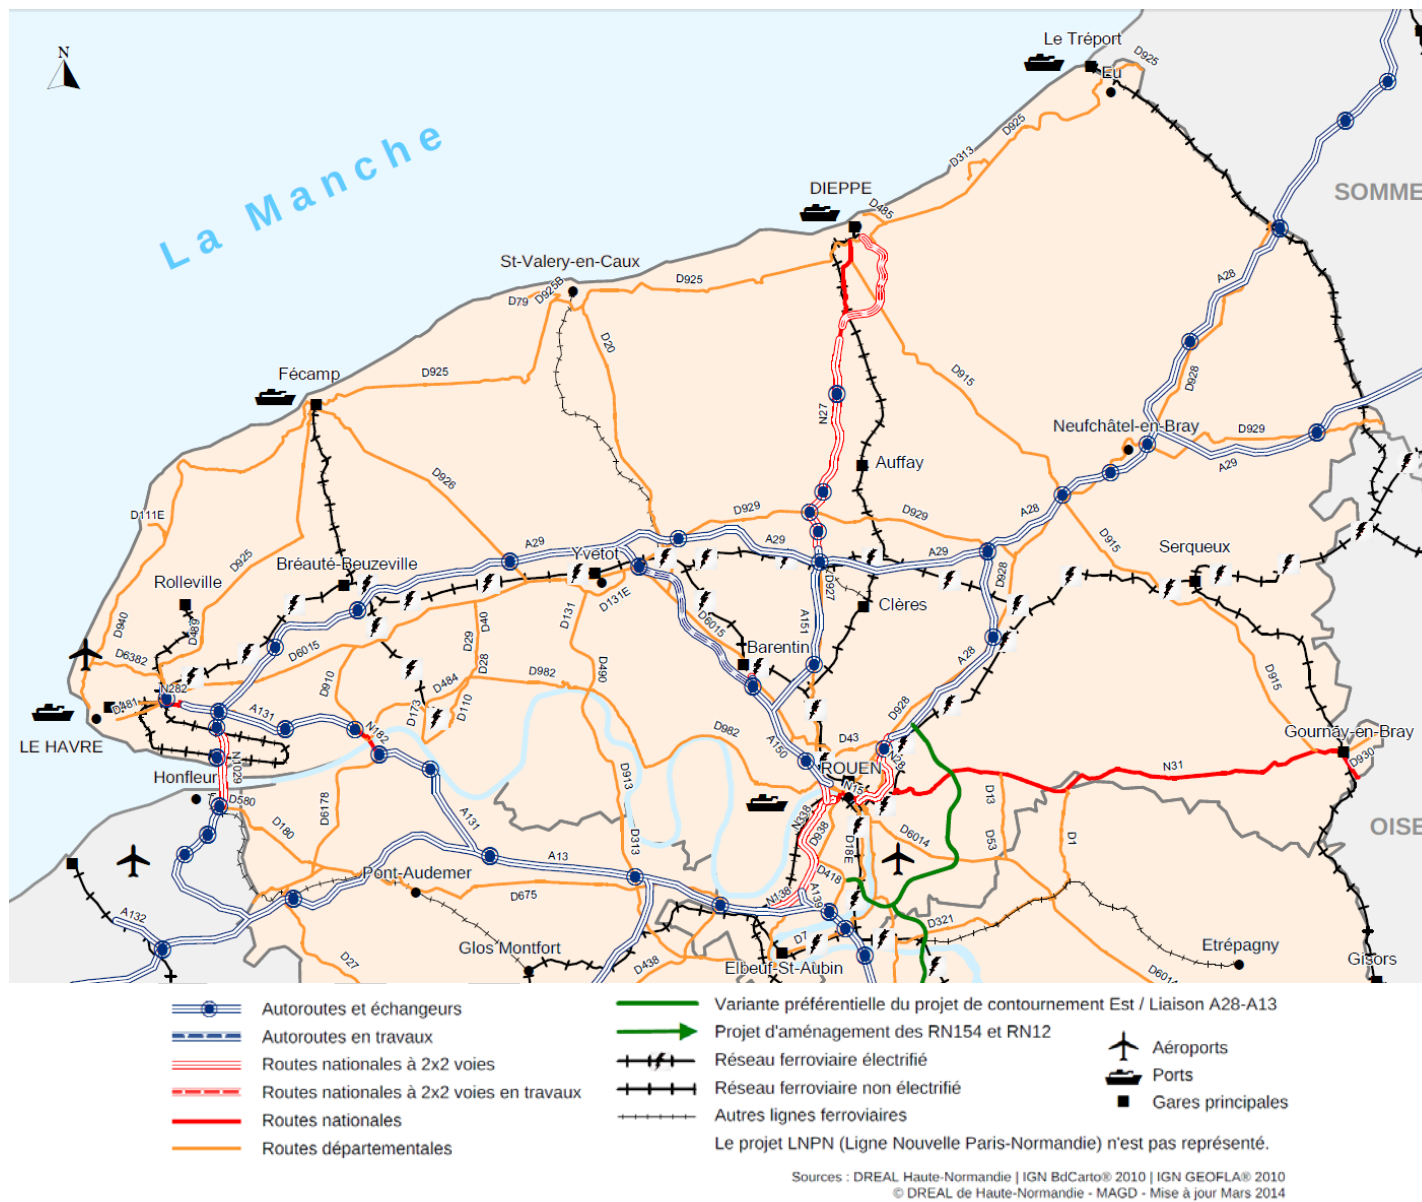 N
La Manche
Le Tréport
Eu
D925
D925
D313
SOMME
DIEPPE
D485
St-Valery-en-Caux
D925
D925B
D79
D20
A28
Fécamp
D925
D915
D928
N27
Neufchâtel-en-Bray
D929
A29
D926
Auffay
D111E
D929
D929
A28
A29
A29
A29
D915
Serqueux
D925
Bréauté-Beuzeville
Yvetot
Rolleville
D131E
D927
D928
Clères
D940
D489
D40
D29
D28
D131
D6015
A151
Barentin
D6015
D6382
A28
N282
D910
D484
D982
D490
D915
D481
A131
D173
D110
D928
LE HAVRE
N182
D982
A150
D43
Gournay-en-Bray
D930
Honfleur
N1029
ROUEN
N28
N31
D913
N15
D580
D6178
D13
D180
A131
N338
D938
D18E
D6014
D53
D1
OISE
D313
A13
Pont-Audemer
D675
D418
N138
A139
A132
D321
D7
Glos Montfort
D438
Elbeuf-St-Aubin
Etrépagny
Gisors
D27
D6014
Autoroutes et échangeurs
Autoroutes en travaux
Routes nationales à 2x2 voies
Routes nationales à 2x2 voies en travaux
Routes nationales
Routes départementales
Variante préférentielle du projet de contournement Est / Liaison A28-A13
Projet d'aménagement des RN154 et RN12
Réseau ferroviaire électrifié
Réseau ferroviaire non électrifié
Autres lignes ferroviaires
Le projet LNPN (Ligne Nouvelle Paris-Normandie) n'est pas représenté.
Aéroports
Ports
Gares principales
Sources : DREAL Haute-Normandie | IGN BdCarto® 2010 | IGN GEOFLA® 2010
© DREAL de Haute-Normandie - MAGD - Mise à jour Mars 2014